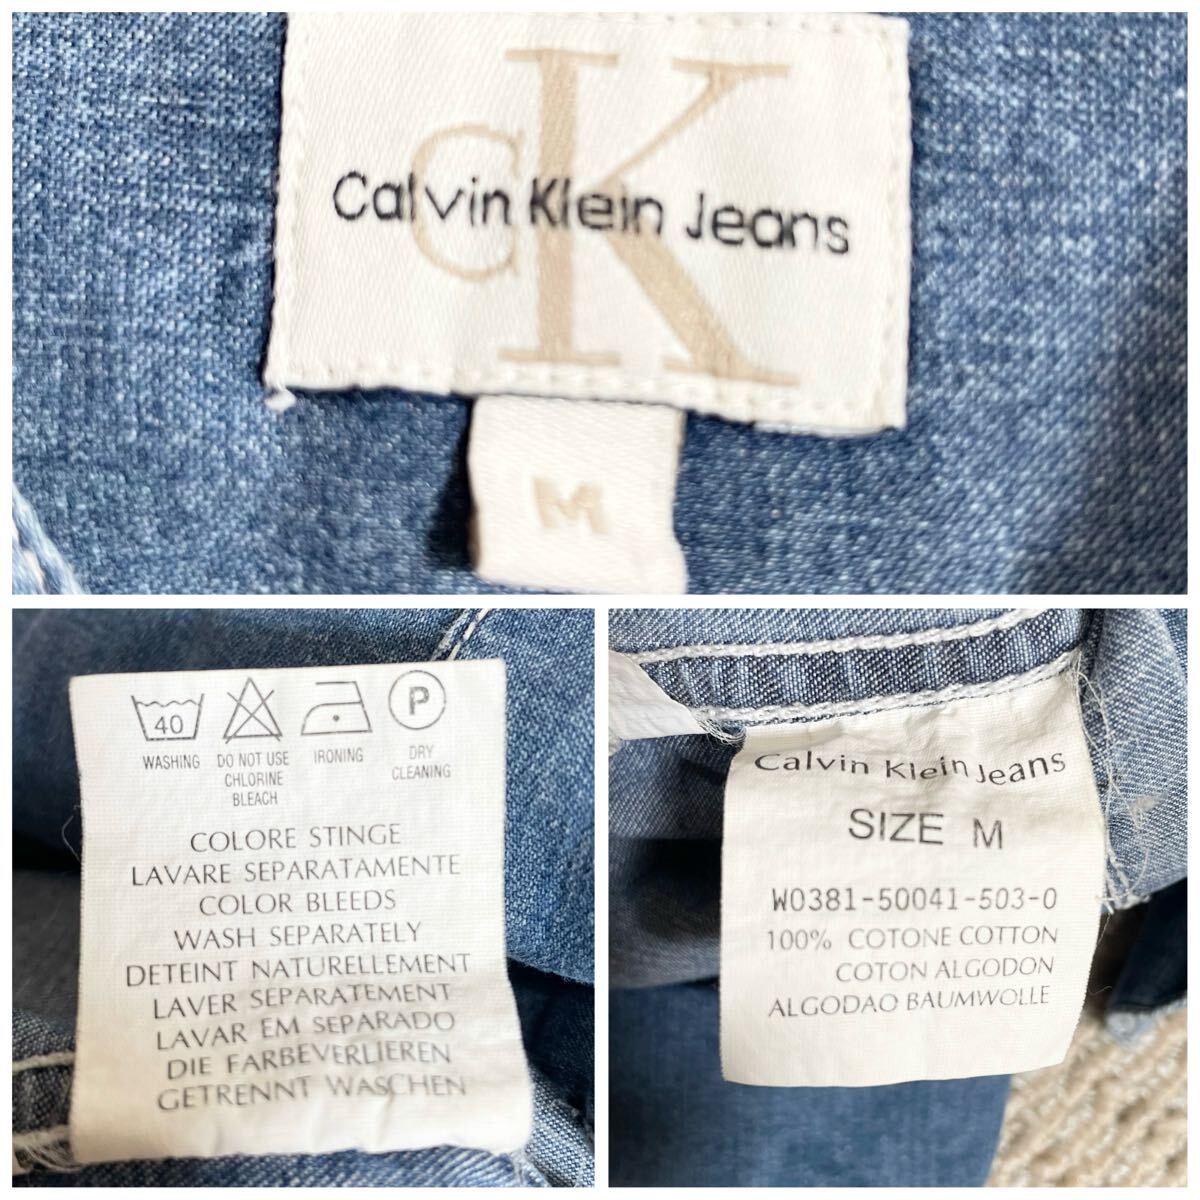 CK
Calvin Klein Jeans
M
40
P
WASHING
DO NOT USE
CHLORINE
BLEACH
IRONING
DRY
CLEANING
COLORE STINGE
LAVARE SEPARATAMENTE
COLOR BLEEDS
WASH SEPARATELY
DETEINT NATURELLEMENT
LAVER SEPARATEMENT
LAVAR EM SEPARADO
DIE FARBEVERLIEREN
GETRENNT WASCHEN
Calvin Klein Jeans
SIZE M
W0381-50041-503-0
100% COTONE COTTON
COTON ALGODON
ALGODAO BAUMWOLLE